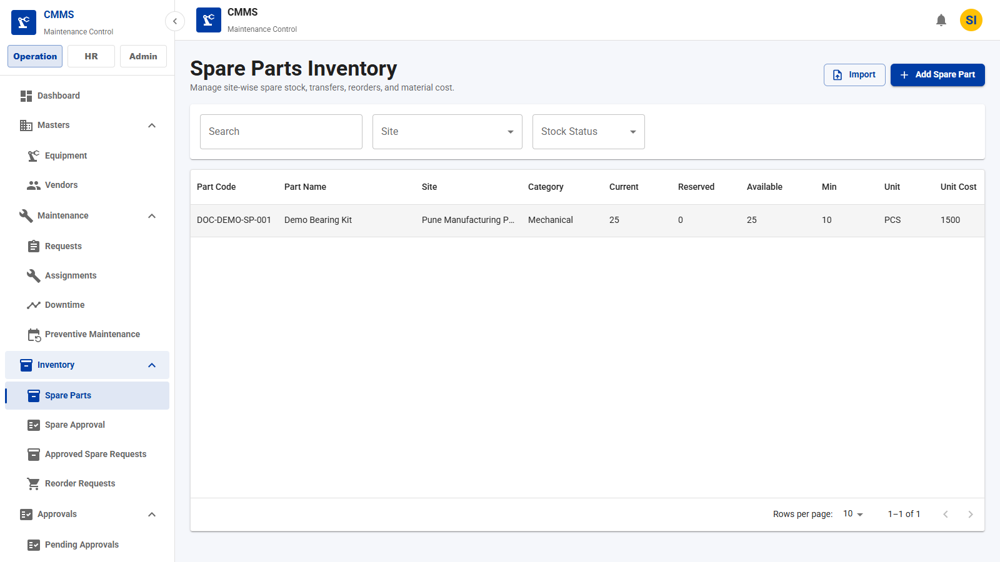 CMMS
Maintenance Control
Operation
HR
Admin
Dashboard
Masters
Equipment
Vendors
Maintenance
Requests
Assignments
Downtime
Preventive Maintenance
Inventory
Spare Parts
Spare Approval
Approved Spare Requests
Reorder Requests
Approvals
Pending Approvals
CMMS
Maintenance Control
SI
Spare Parts Inventory
Manage site-wise spare stock, transfers, reorders, and material cost.
Import
Add Spare Part
Search
Site
Stock Status
Part Code Part Name Site Category Current Reserved Available Min Unit Unit Cost
DOC-DEMO-SP-001 Demo Bearing Kit Pune Manufacturing P... Mechanical 25 0 25 10 PCS 1500
Rows per page: 10 1–1 of 1